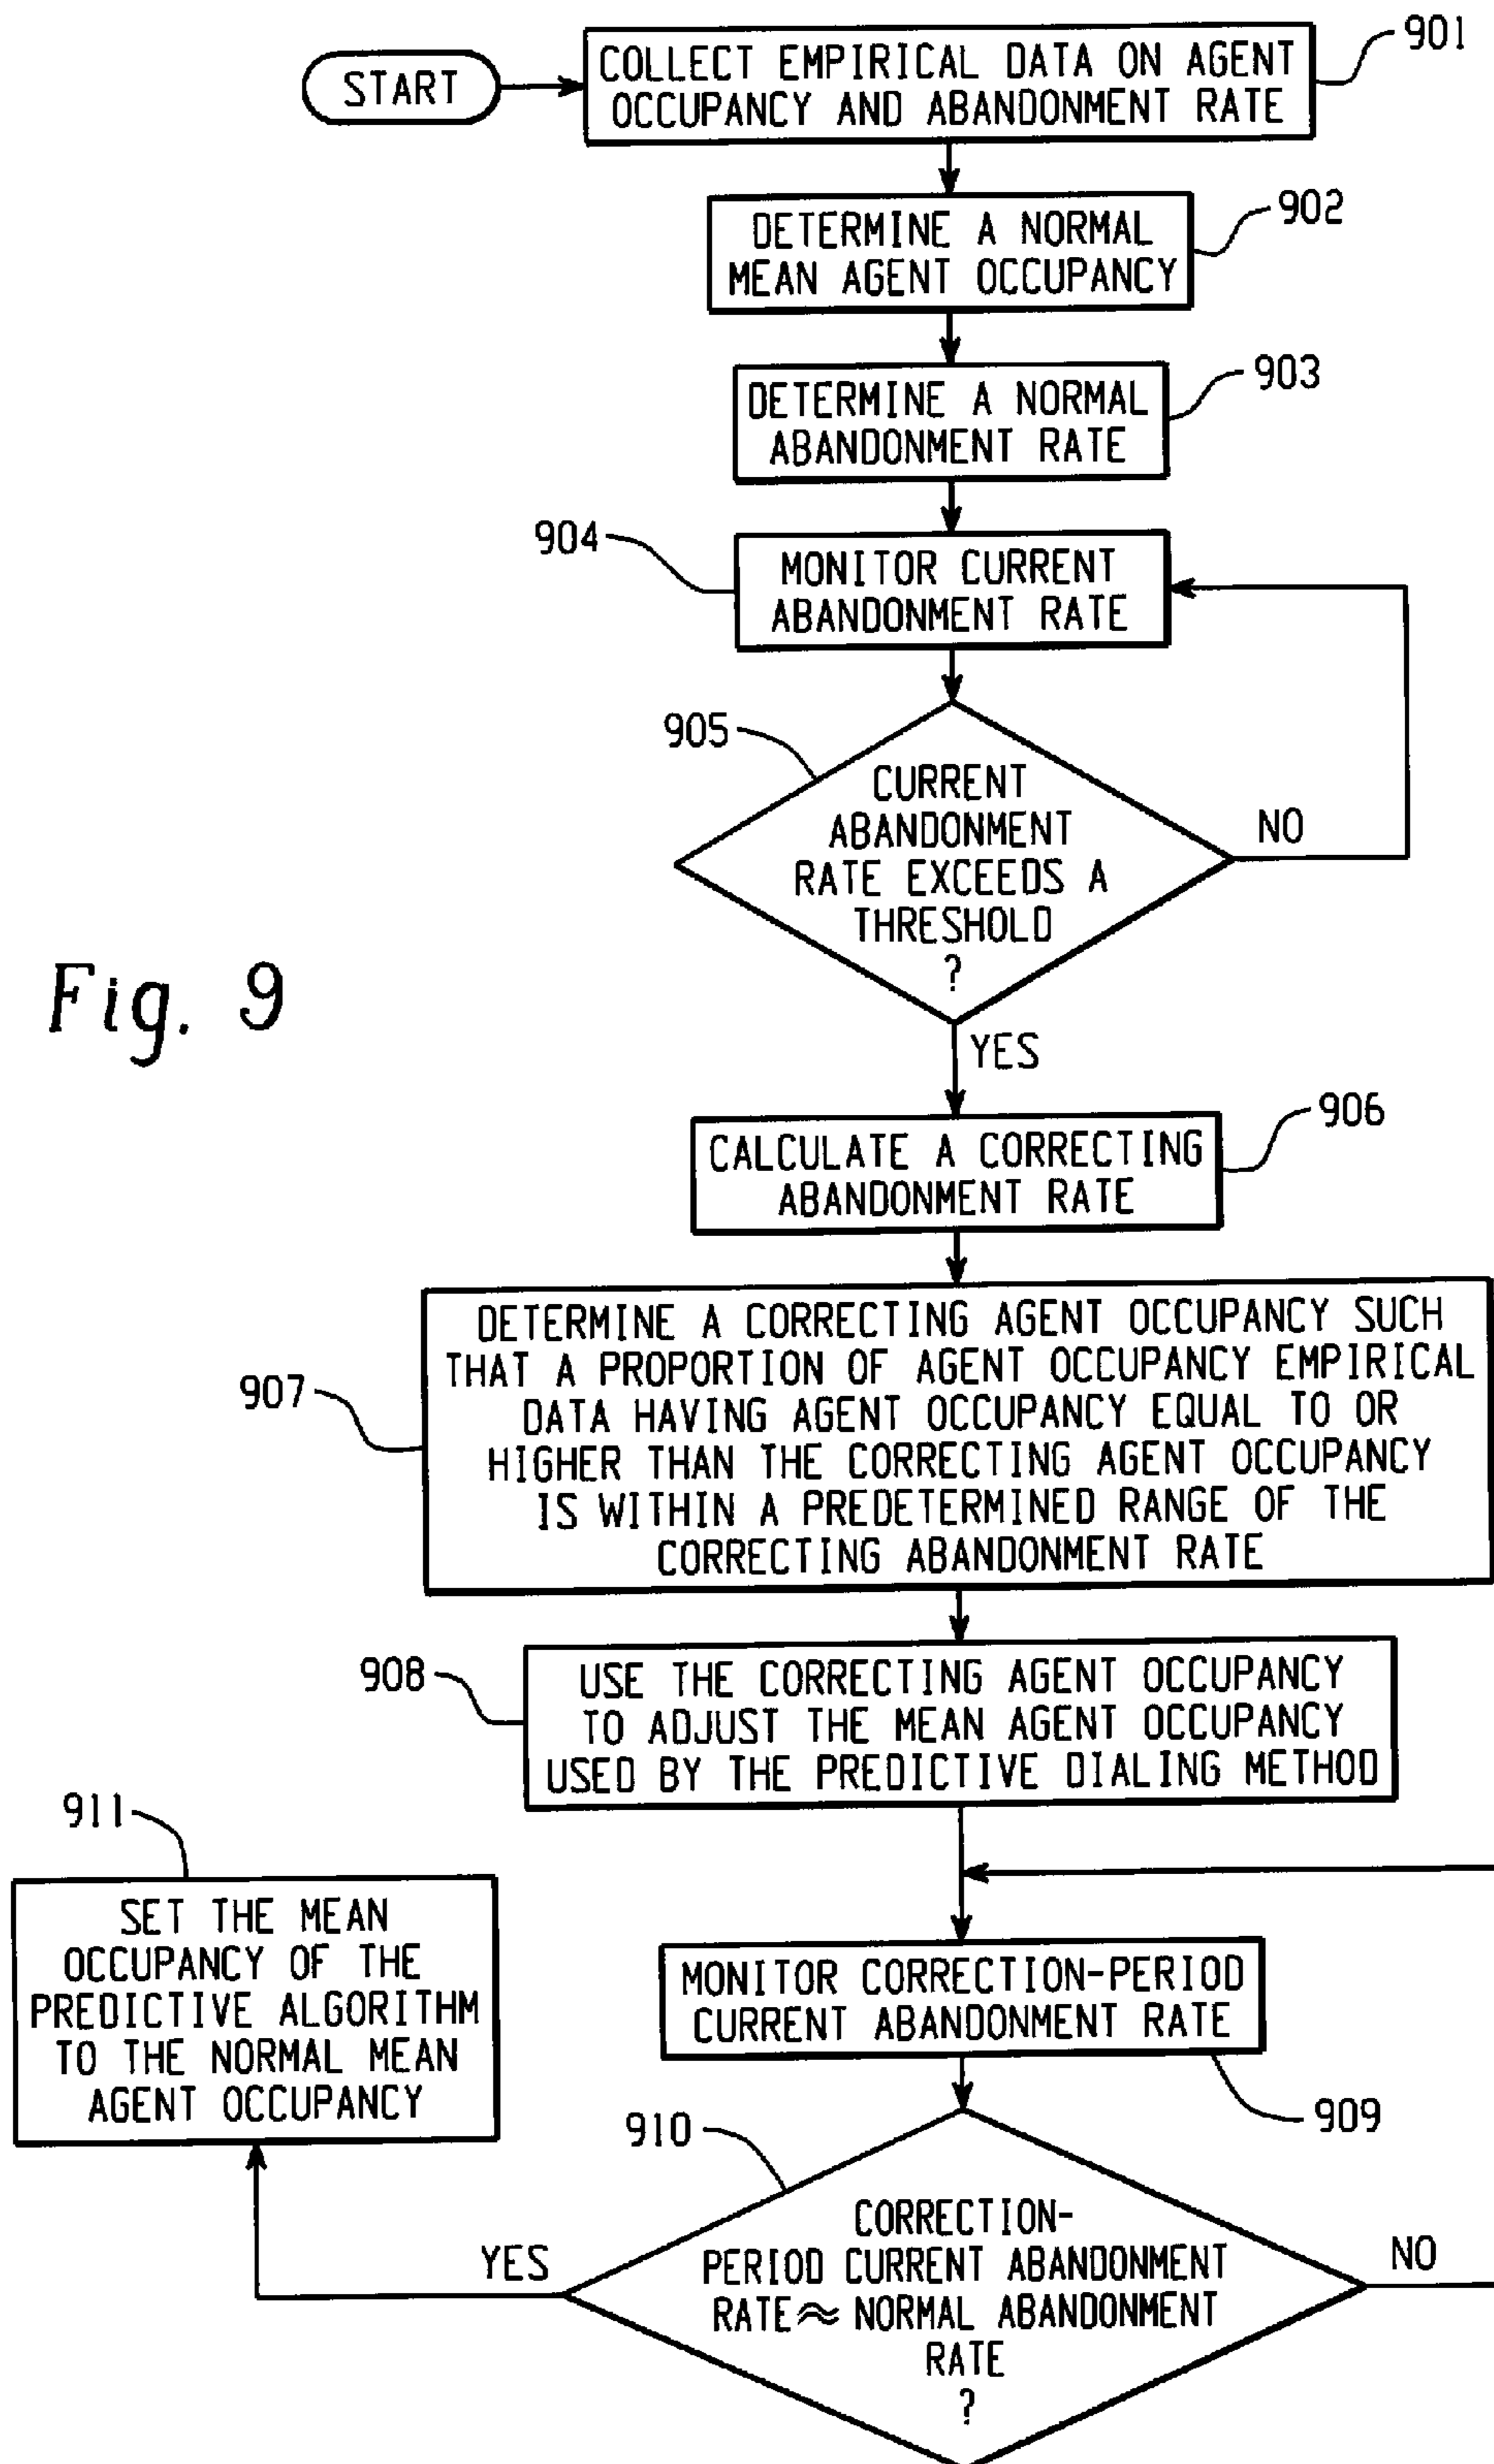 START
COLLECT EMPIRICAL DATA ON AGENT
OCCUPANCY AND ABANDONMENT RATE
901
DETERMINE A NORMAL
MEAN AGENT OCCUPANCY
902
DETERMINE A NORMAL
ABANDONMENT RATE
903
904
MONITOR CURRENT
ABANDONMENT RATE
905
CURRENT
ABANDONMENT
RATE EXCEEDS A
THRESHOLD
?
NO
Fig. 9
YES
CALCULATE A CORRECTING
ABANDONMENT RATE
906
907
DETERMINE A CORRECTING AGENT OCCUPANCY SUCH
THAT A PROPORTION OF AGENT OCCUPANCY EMPIRICAL
DATA HAVING AGENT OCCUPANCY EQUAL TO OR
HIGHER THAN THE CORRECTING AGENT OCCUPANCY
IS WITHIN A PREDETERMINED RANGE OF THE
CORRECTING ABANDONMENT RATE
908
USE THE CORRECTING AGENT OCCUPANCY
TO ADJUST THE MEAN AGENT OCCUPANCY
USED BY THE PREDICTIVE DIALING METHOD
911
SET THE MEAN
OCCUPANCY OF THE
PREDICTIVE ALGORITHM
TO THE NORMAL MEAN
AGENT OCCUPANCY
MONITOR CORRECTION-PERIOD
CURRENT ABANDONMENT RATE
909
910
CORRECTION-
PERIOD CURRENT ABANDONMENT
RATE≈NORMAL ABANDONMENT
RATE
?
YES
NO